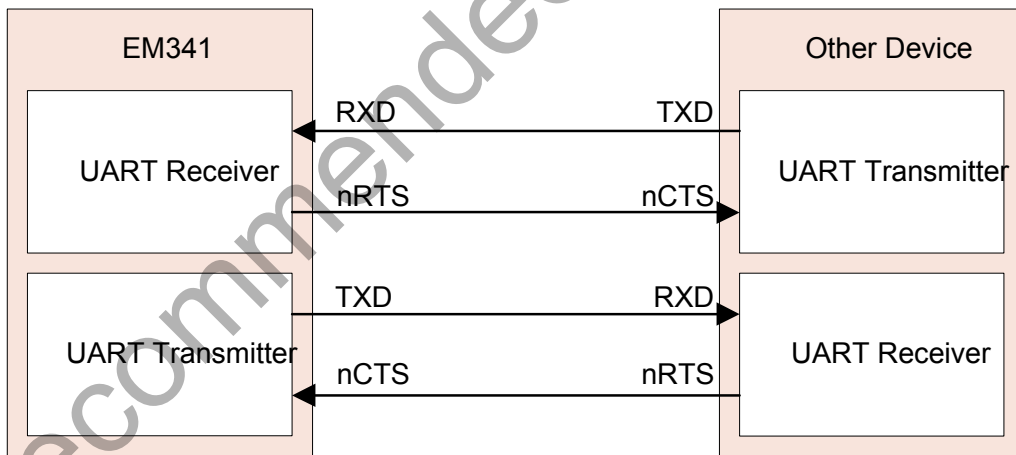 EM341
Other Device
RXD
TXD
UART Receiver
UART Transmitter
nRTS
nCTS
TXD
RXD
UART Transmitter
UART Receiver
nCTS
nRTS